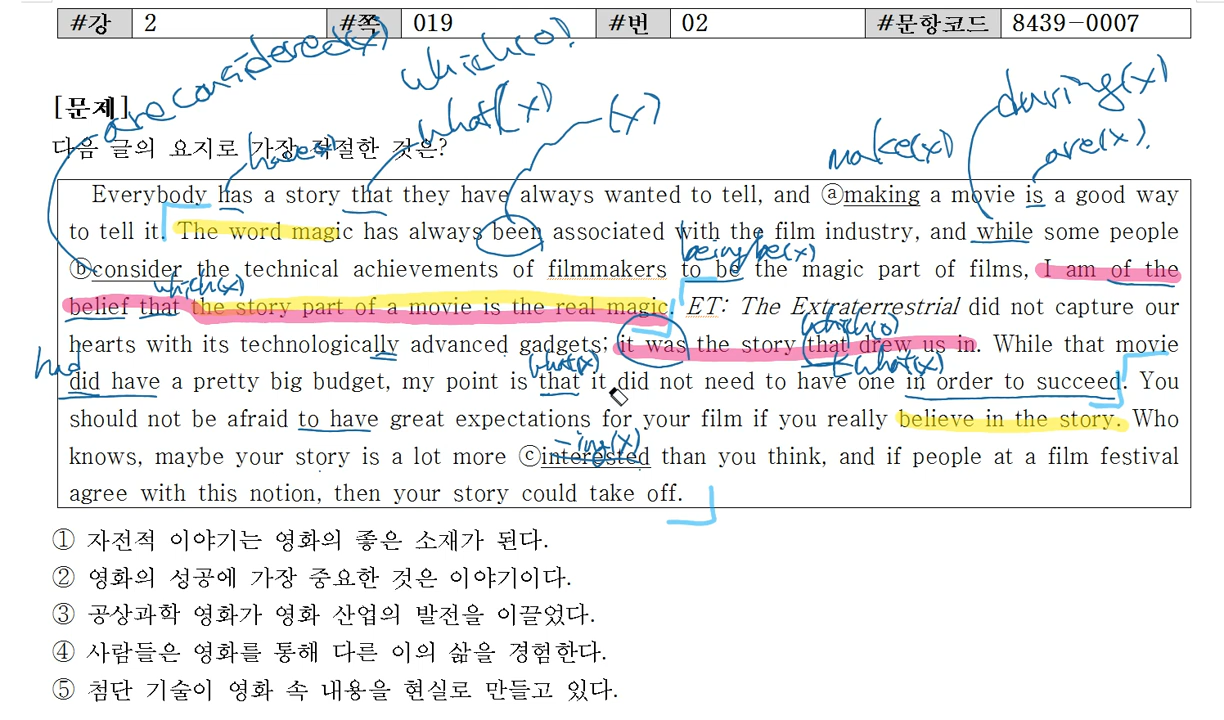 #강 2 #쪽 019 #번 02 #문항코드 8439-0007
are considered(x) which(o)?
[문제] what(x) (x) during(x)
다음 글의 요지로 가장 적절한 것은? have(x) make(x) are(x)?
Everybody has a story that they have always wanted to tell, and ⓐmaking a movie is a good way
to tell it. The word magic has always been associated with the film industry, and while some people
being/be(x)
ⓑconsider the technical achievements of filmmakers to be the magic part of films, I am of the
which(x)
belief that the story part of a movie is the real magic. ET: The Extraterrestrial did not capture our
which(o)
hearts with its technologically advanced gadgets; it was the story that drew us in. While that movie
had what(x) what(x)
did have a pretty big budget, my point is that it did not need to have one in order to succeed. You
should not be afraid to have great expectations for your film if you really believe in the story. Who
-ing(x)
knows, maybe your story is a lot more ⓒinterested than you think, and if people at a film festival
agree with this notion, then your story could take off.
① 자전적 이야기는 영화의 좋은 소재가 된다.
② 영화의 성공에 가장 중요한 것은 이야기이다.
③ 공상과학 영화가 영화 산업의 발전을 이끌었다.
④ 사람들은 영화를 통해 다른 이의 삶을 경험한다.
⑤ 첨단 기술이 영화 속 내용을 현실로 만들고 있다.